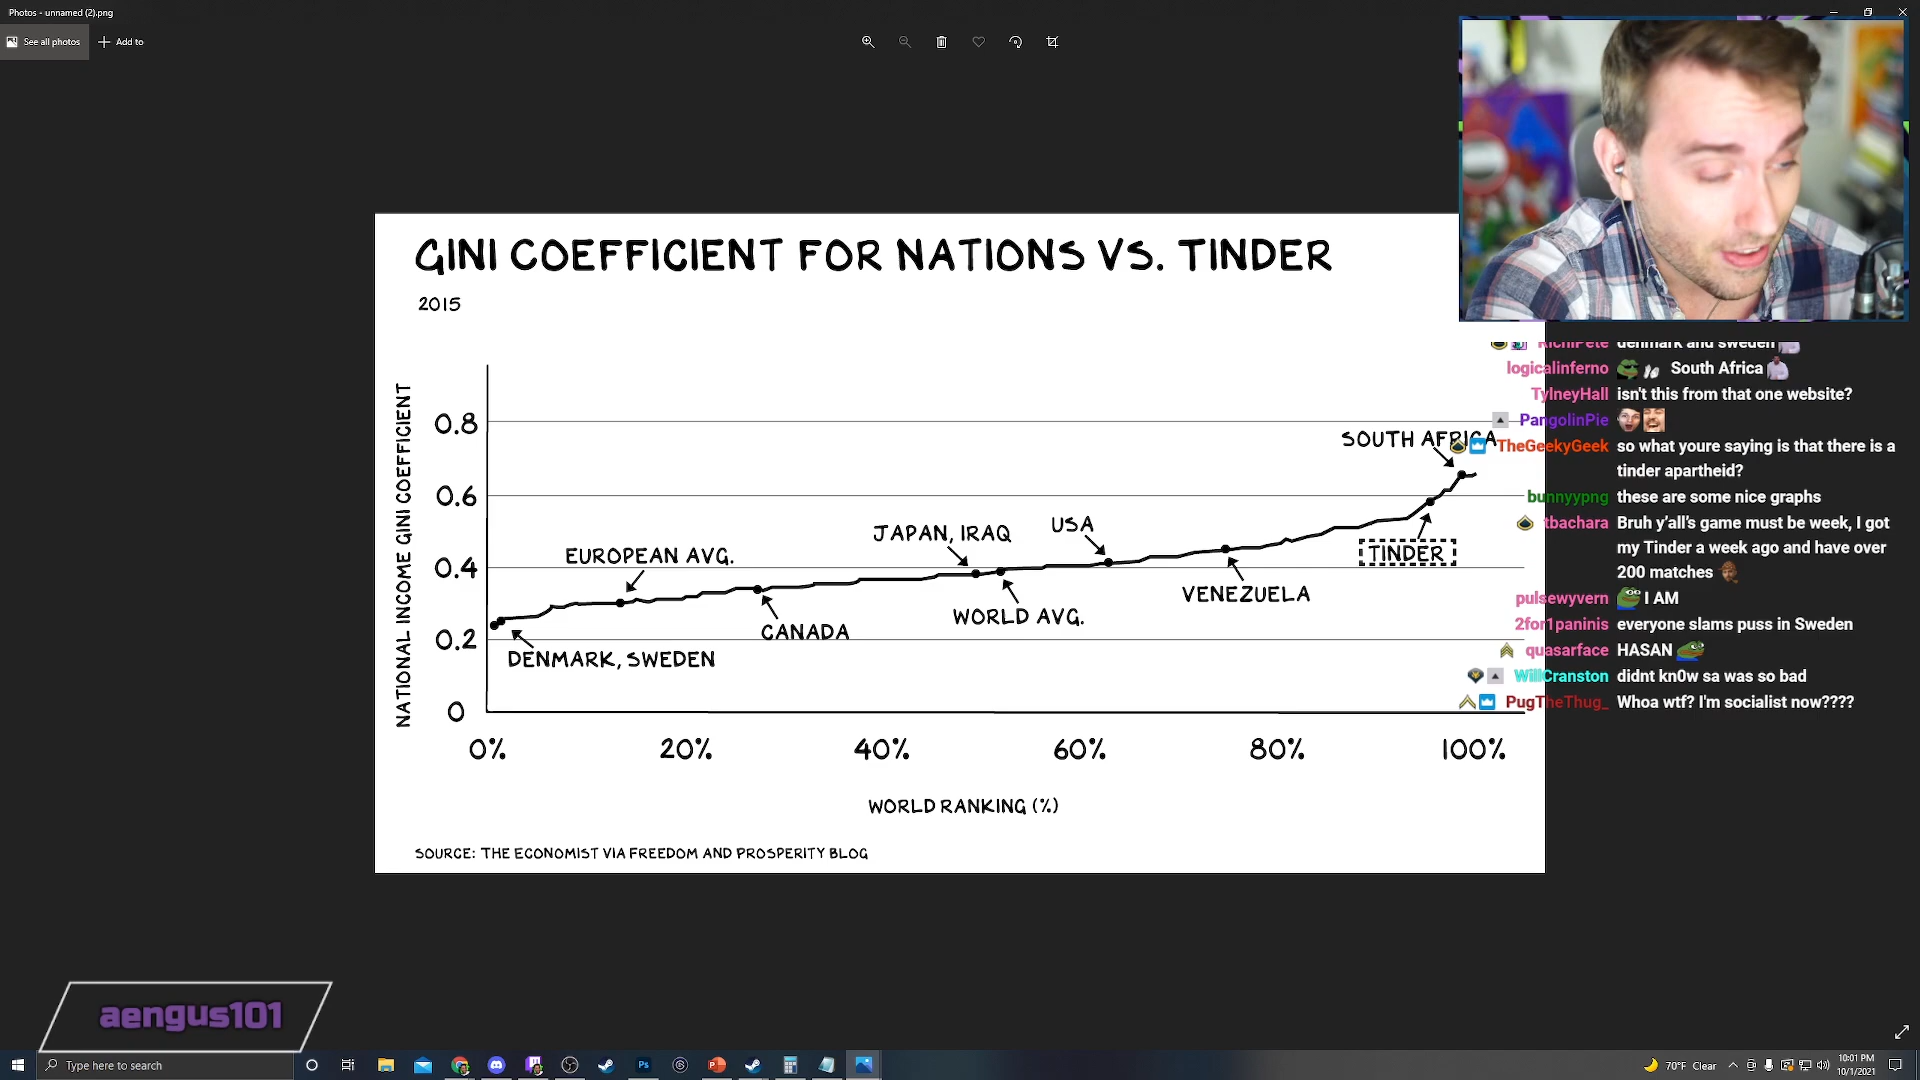 Photos - unnamed (2).png
See all photos
Add to
GINI COEFFICIENT FOR NATIONS VS. TINDER
2015
NATIONAL INCOME GINI COEFFICIENT
0.8
0.6
0.4
0.2
0
SOUTH AFRICA
JAPAN, IRAQ
USA
EUROPEAN AVG.
TINDER
VENEZUELA
WORLD AVG.
CANADA
DENMARK, SWEDEN
0% 20% 40% 60% 80% 100%
WORLD RANKING (%)
SOURCE: THE ECONOMIST VIA FREEDOM AND PROSPERITY BLOG
RichiPete denmark and sweden
logicalinferno South Africa
TylneyHall isn't this from that one website?
PangolinPie
TheGeekyGeek so what youre saying is that there is a
tinder apartheid?
bunnyypng these are some nice graphs
tbachara Bruh y'all's game must be week, I got
my Tinder a week ago and have over
200 matches
pulsewyvern I AM
2for1paninis everyone slams puss in Sweden
quasarface HASAN
WillCranston didnt kn0w sa was so bad
PugTheThug_ Whoa wtf? I'm socialist now????
aengus101
Type here to search
Ps
70°F Clear
10:01 PM
10/1/2021